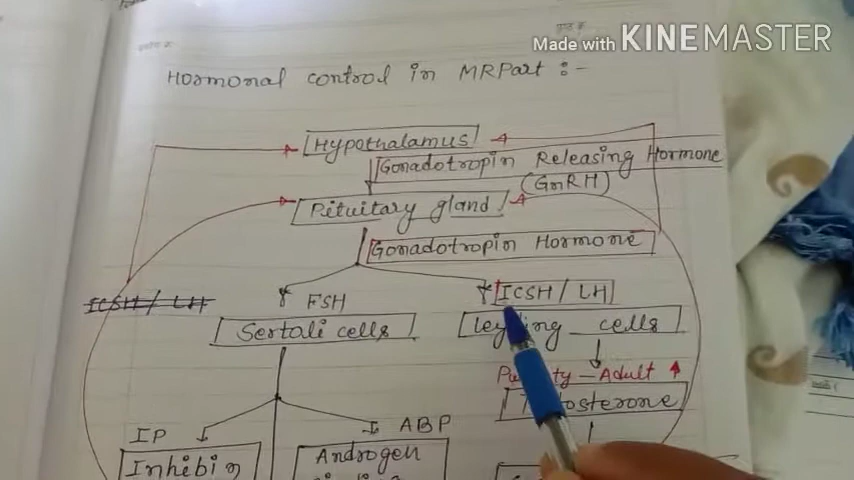 Made with KINEMASTER
Hormonal control in MRPart :-
Hypothalamus
Gonadotropin Releasing Hormone
(GnRH)
Pituitary gland
Gonadotropin Hormone
ICSH / LH
FSH
ICSH / LH
Sertali cells
cells
Adult
IP
ABP
Inhibin
Androgen